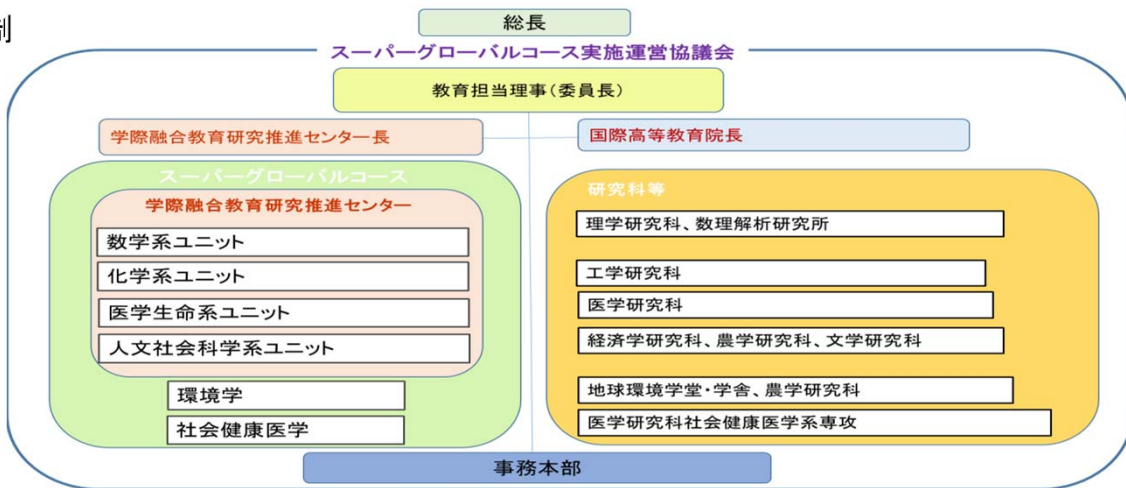 制
総長
スーパーグローバルコース実施運営協議会
教育担当理事(委員長)
学際融合教育研究推進センター長
国際高等教育院長
スーパーグローバルコース
学際融合教育研究推進センター
数学系ユニット
化学系ユニット
医学生命系ユニット
人文社会科学系ユニット
環境学
社会健康医学
研究科等
理学研究科、数理解析研究所
工学研究科
医学研究科
経済学研究科、農学研究科、文学研究科
地球環境学堂・学舎、農学研究科
医学研究科社会健康医学系専攻
事務本部